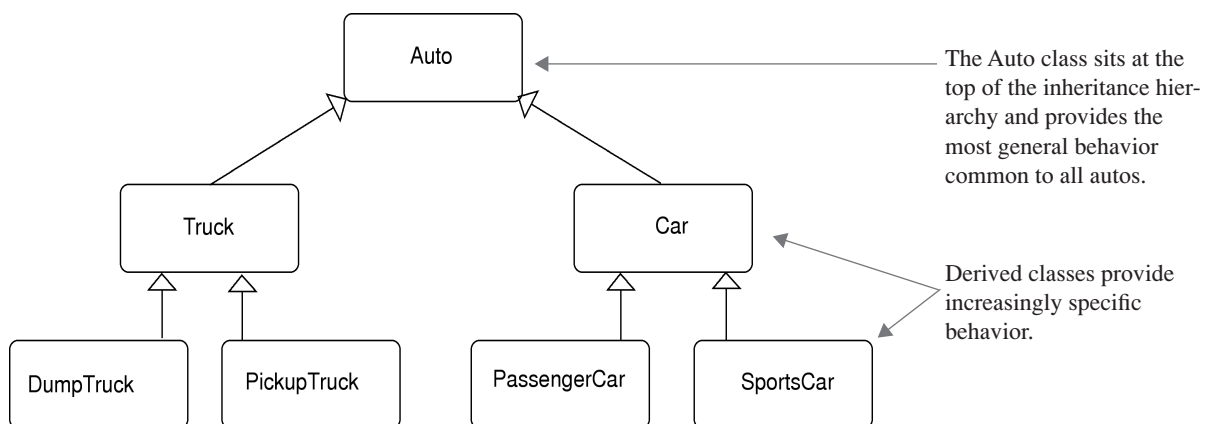 Auto
The Auto class sits at the
top of the inheritance hier-
archy and provides the
most general behavior
common to all autos.
Truck
Car
Derived classes provide
increasingly specific
behavior.
DumpTruck
PickupTruck
PassengerCar
SportsCar